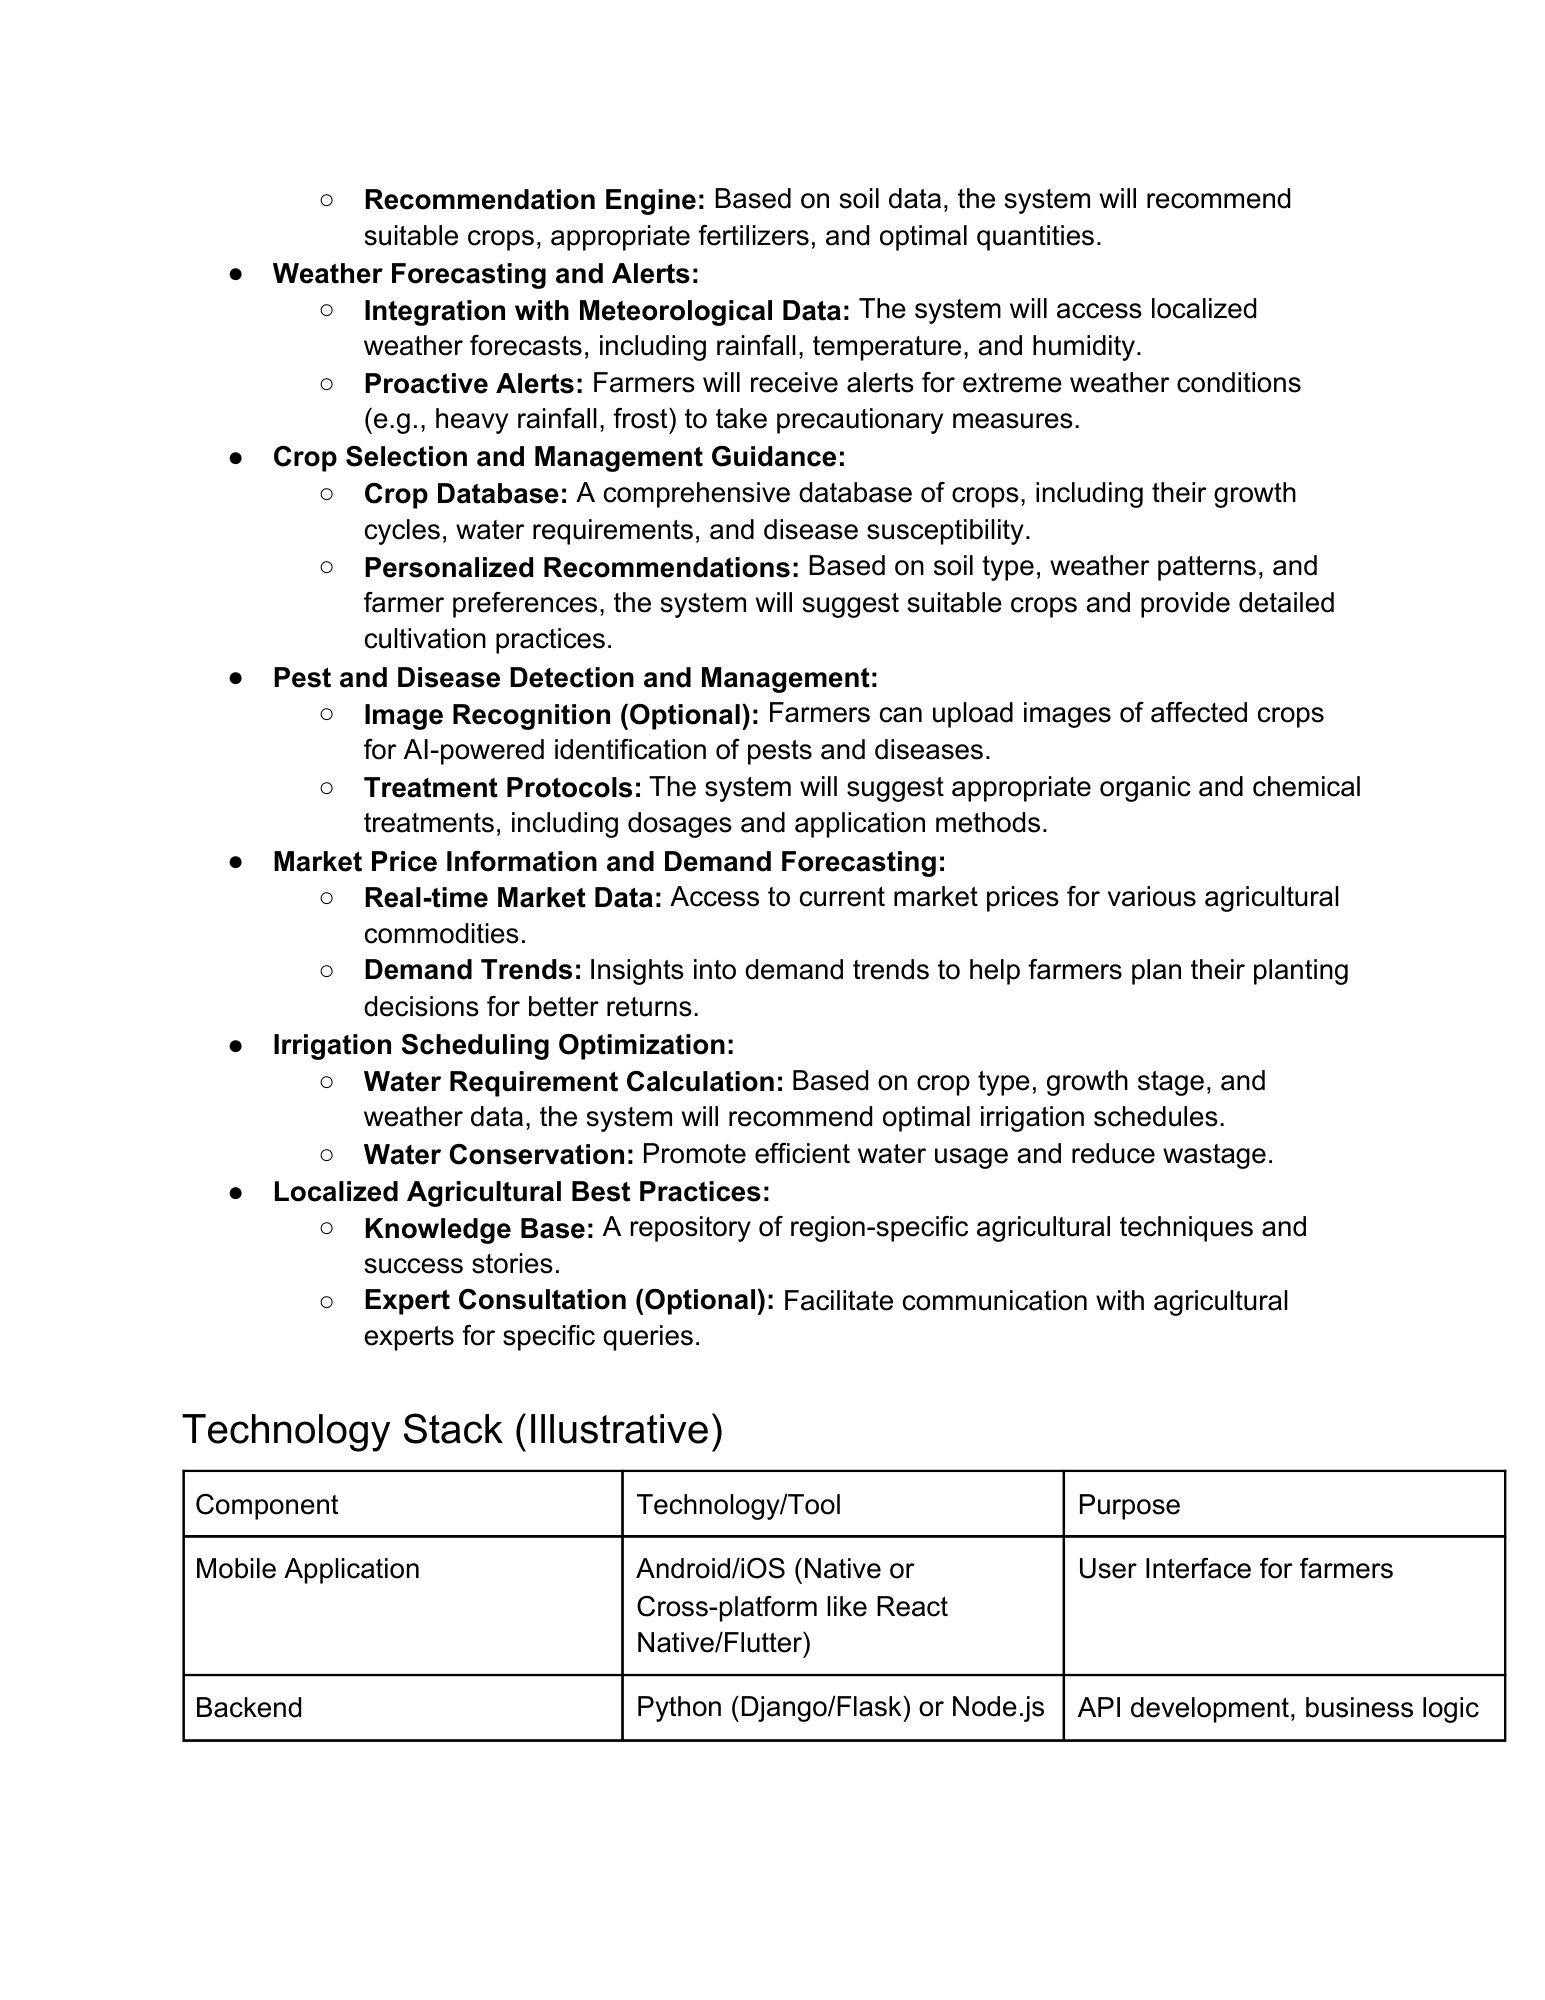 ○ Recommendation Engine: Based on soil data, the system will recommend
suitable crops, appropriate fertilizers, and optimal quantities.
● Weather Forecasting and Alerts:
○ Integration with Meteorological Data: The system will access localized
weather forecasts, including rainfall, temperature, and humidity.
○ Proactive Alerts: Farmers will receive alerts for extreme weather conditions
(e.g., heavy rainfall, frost) to take precautionary measures.
● Crop Selection and Management Guidance:
○ Crop Database: A comprehensive database of crops, including their growth
cycles, water requirements, and disease susceptibility.
○ Personalized Recommendations: Based on soil type, weather patterns, and
farmer preferences, the system will suggest suitable crops and provide detailed
cultivation practices.
● Pest and Disease Detection and Management:
○ Image Recognition (Optional): Farmers can upload images of affected crops
for AI-powered identification of pests and diseases.
○ Treatment Protocols: The system will suggest appropriate organic and chemical
treatments, including dosages and application methods.
● Market Price Information and Demand Forecasting:
○ Real-time Market Data: Access to current market prices for various agricultural
commodities.
○ Demand Trends: Insights into demand trends to help farmers plan their planting
decisions for better returns.
● Irrigation Scheduling Optimization:
○ Water Requirement Calculation: Based on crop type, growth stage, and
weather data, the system will recommend optimal irrigation schedules.
○ Water Conservation: Promote efficient water usage and reduce wastage.
● Localized Agricultural Best Practices:
○ Knowledge Base: A repository of region-specific agricultural techniques and
success stories.
○ Expert Consultation (Optional): Facilitate communication with agricultural
experts for specific queries.
Technology Stack (Illustrative)
Component Technology/Tool Purpose
Mobile Application Android/iOS (Native or User Interface for farmers
Cross-platform like React
Native/Flutter)
Backend Python (Django/Flask) or Node.js API development, business logic